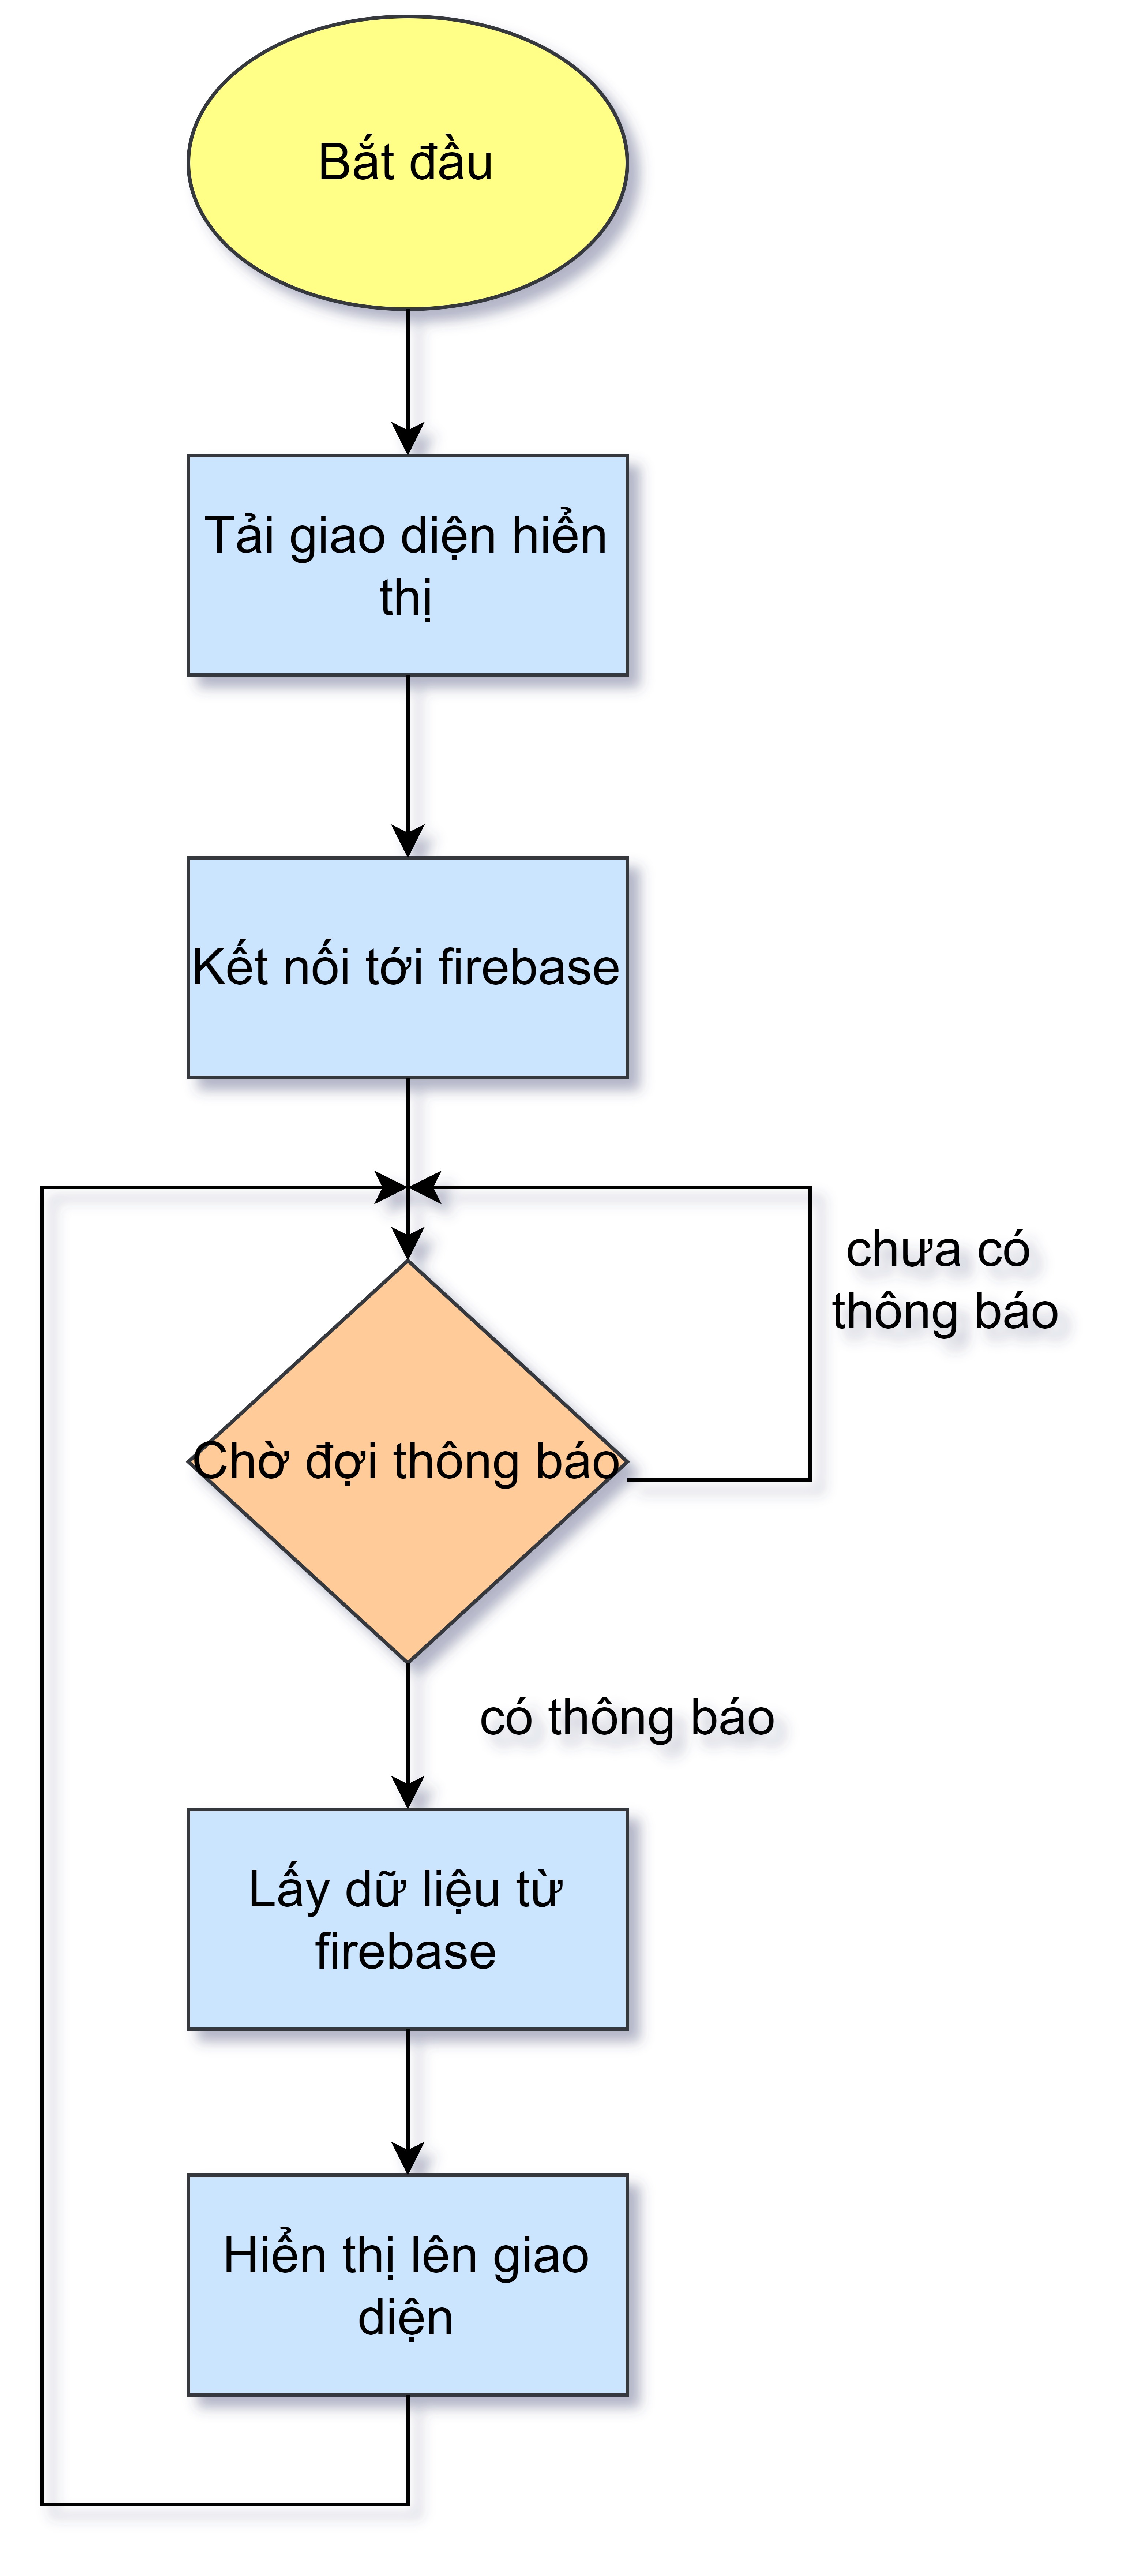 Bắt đầu
Tải giao diện hiển
thị
Kết nối tới firebase
chưa có
thông báo
Chờ đợi thông báo
có thông báo
Lấy dữ liệu từ
firebase
Hiển thị lên giao
diện